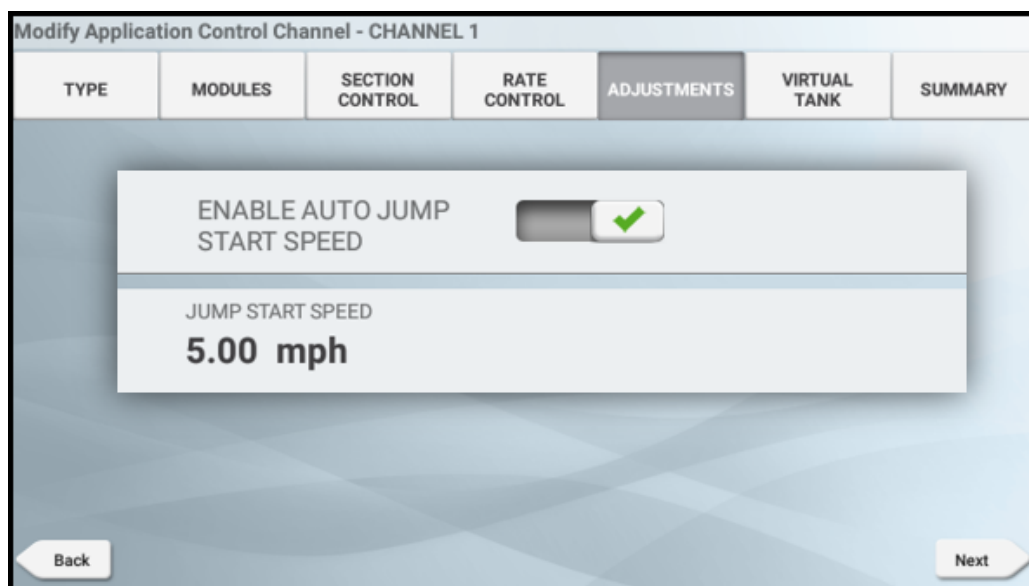 Modify Application Control Channel - CHANNEL 1
TYPE
MODULES
SECTION
CONTROL
RATE
CONTROL
ADJUSTMENTS
VIRTUAL
TANK
SUMMARY
ENABLE AUTO JUMP
START SPEED
JUMP START SPEED
5.00 mph
Back
Next